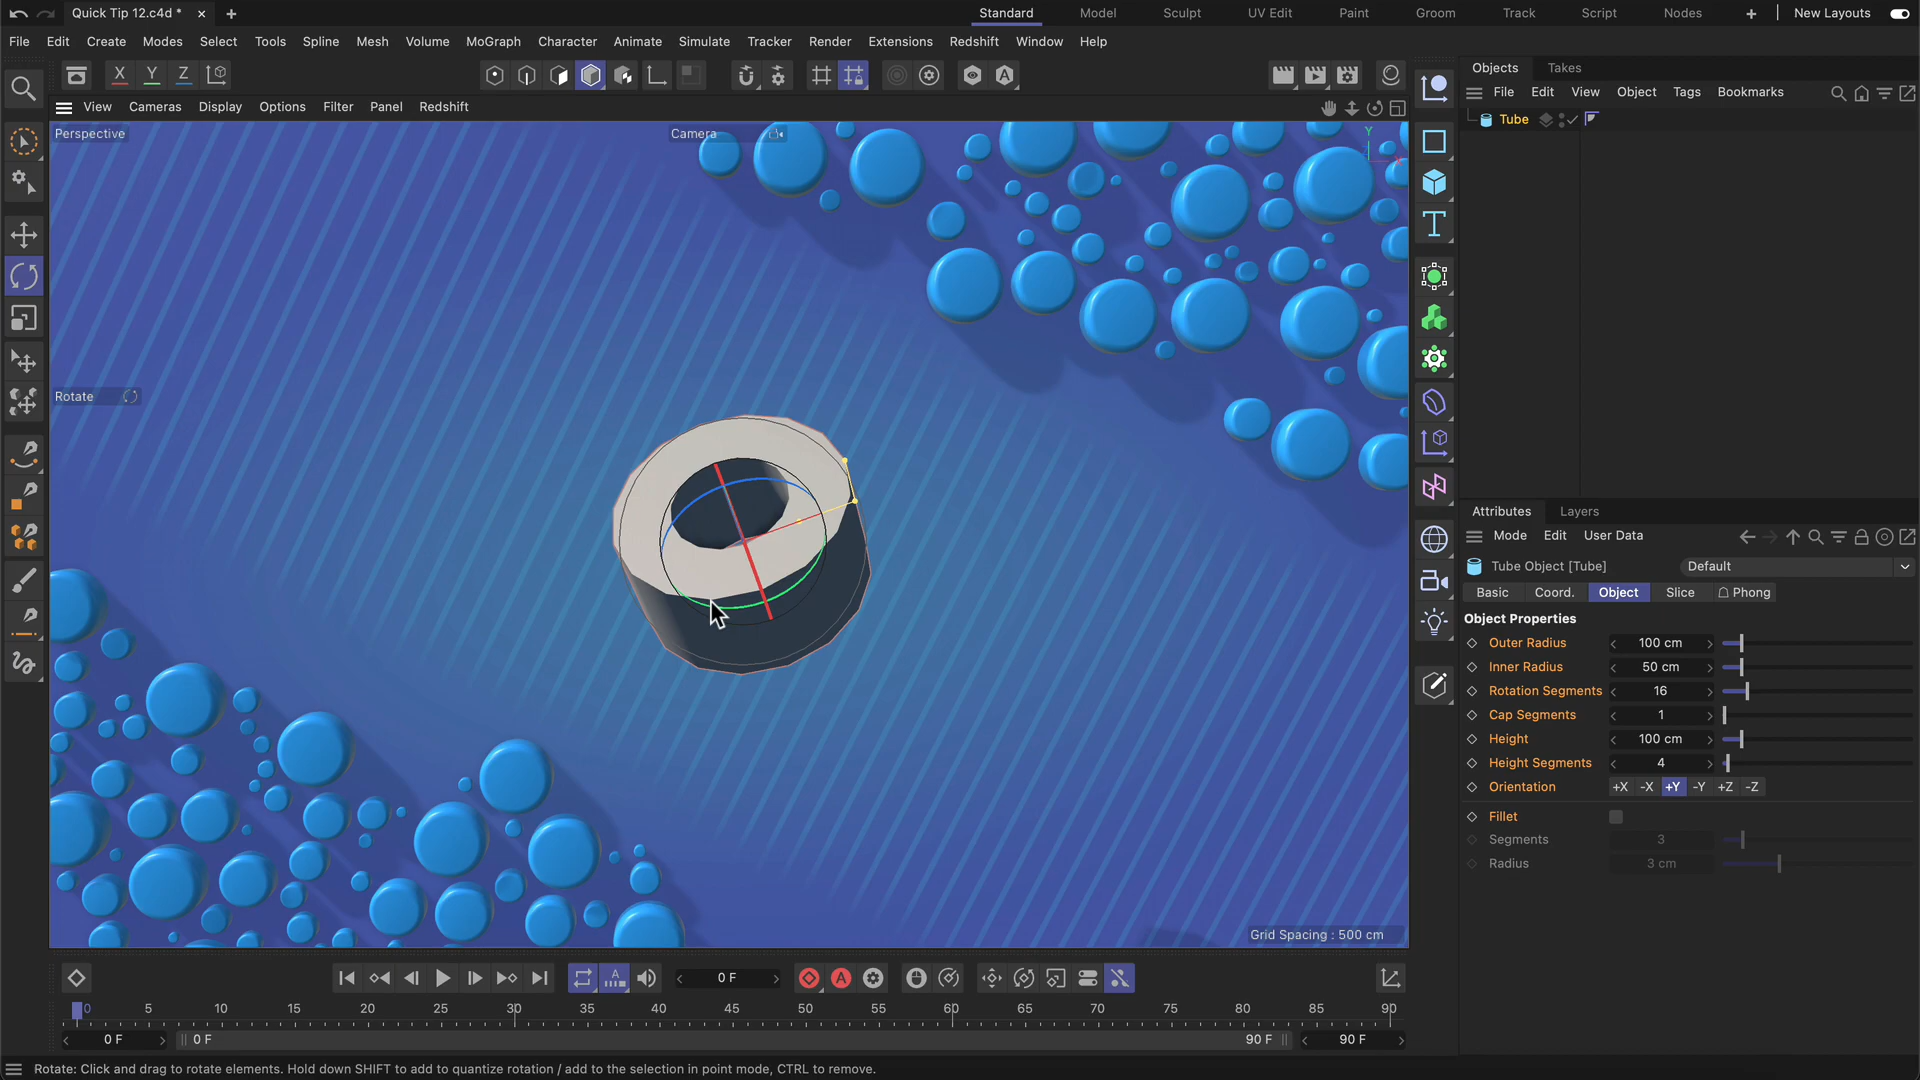 Quick Tip 12.c4d *
Standard Model Sculpt UV Edit Paint Groom Track Script Nodes New Layouts
File Edit Create Modes Select Tools Spline Mesh Volume MoGraph Character Animate Simulate Tracker Render Extensions Redshift Window Help
X Y Z
View Cameras Display Options Filter Panel Redshift
Perspective
Camera
Y
Rotate
Grid Spacing : 500 cm
Objects Takes
File Edit View Object Tags Bookmarks
Tube
Attributes Layers
Mode Edit User Data
Tube Object [Tube] Default
Basic Coord. Object Slice Phong
Object Properties
Outer Radius 100 cm
Inner Radius 50 cm
Rotation Segments 16
Cap Segments 1
Height 100 cm
Height Segments 4
Orientation +X -X +Y -Y +Z -Z
Fillet
Segments 3
Radius 3 cm
0 F
0 5 10 15 20 25 30 35 40 45 50 55 60 65 70 75 80 85 90
0 F 0 F 90 F 90 F
Rotate: Click and drag to rotate elements. Hold down SHIFT to add to quantize rotation / add to the selection in point mode, CTRL to remove.